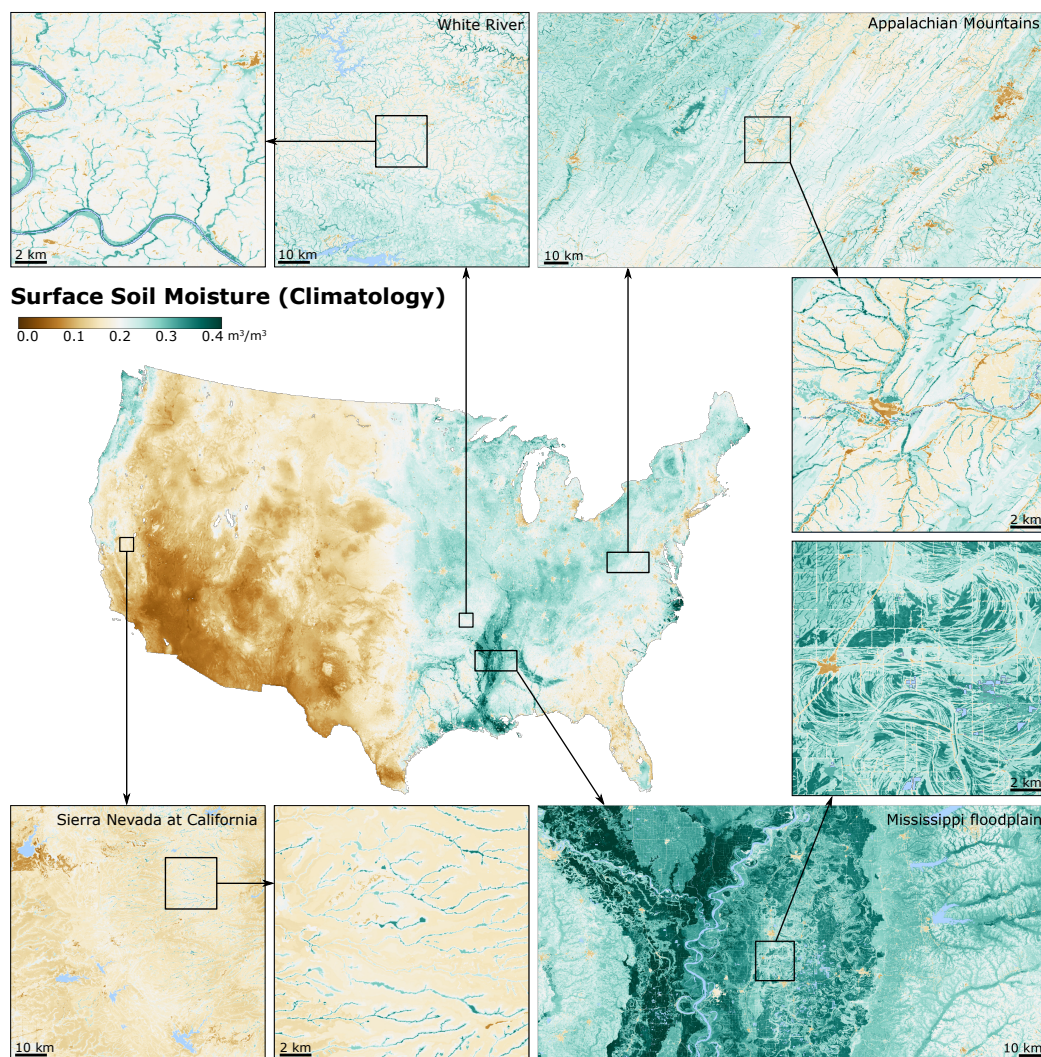 White River
Appalachian Mountains
2 km
10 km
10 km
Surface Soil Moisture (Climatology)
0.0 0.1 0.2 0.3 0.4 m³/m³
2 km
2 km
Sierra Nevada at California
Mississippi floodplain
10 km
2 km
10 km